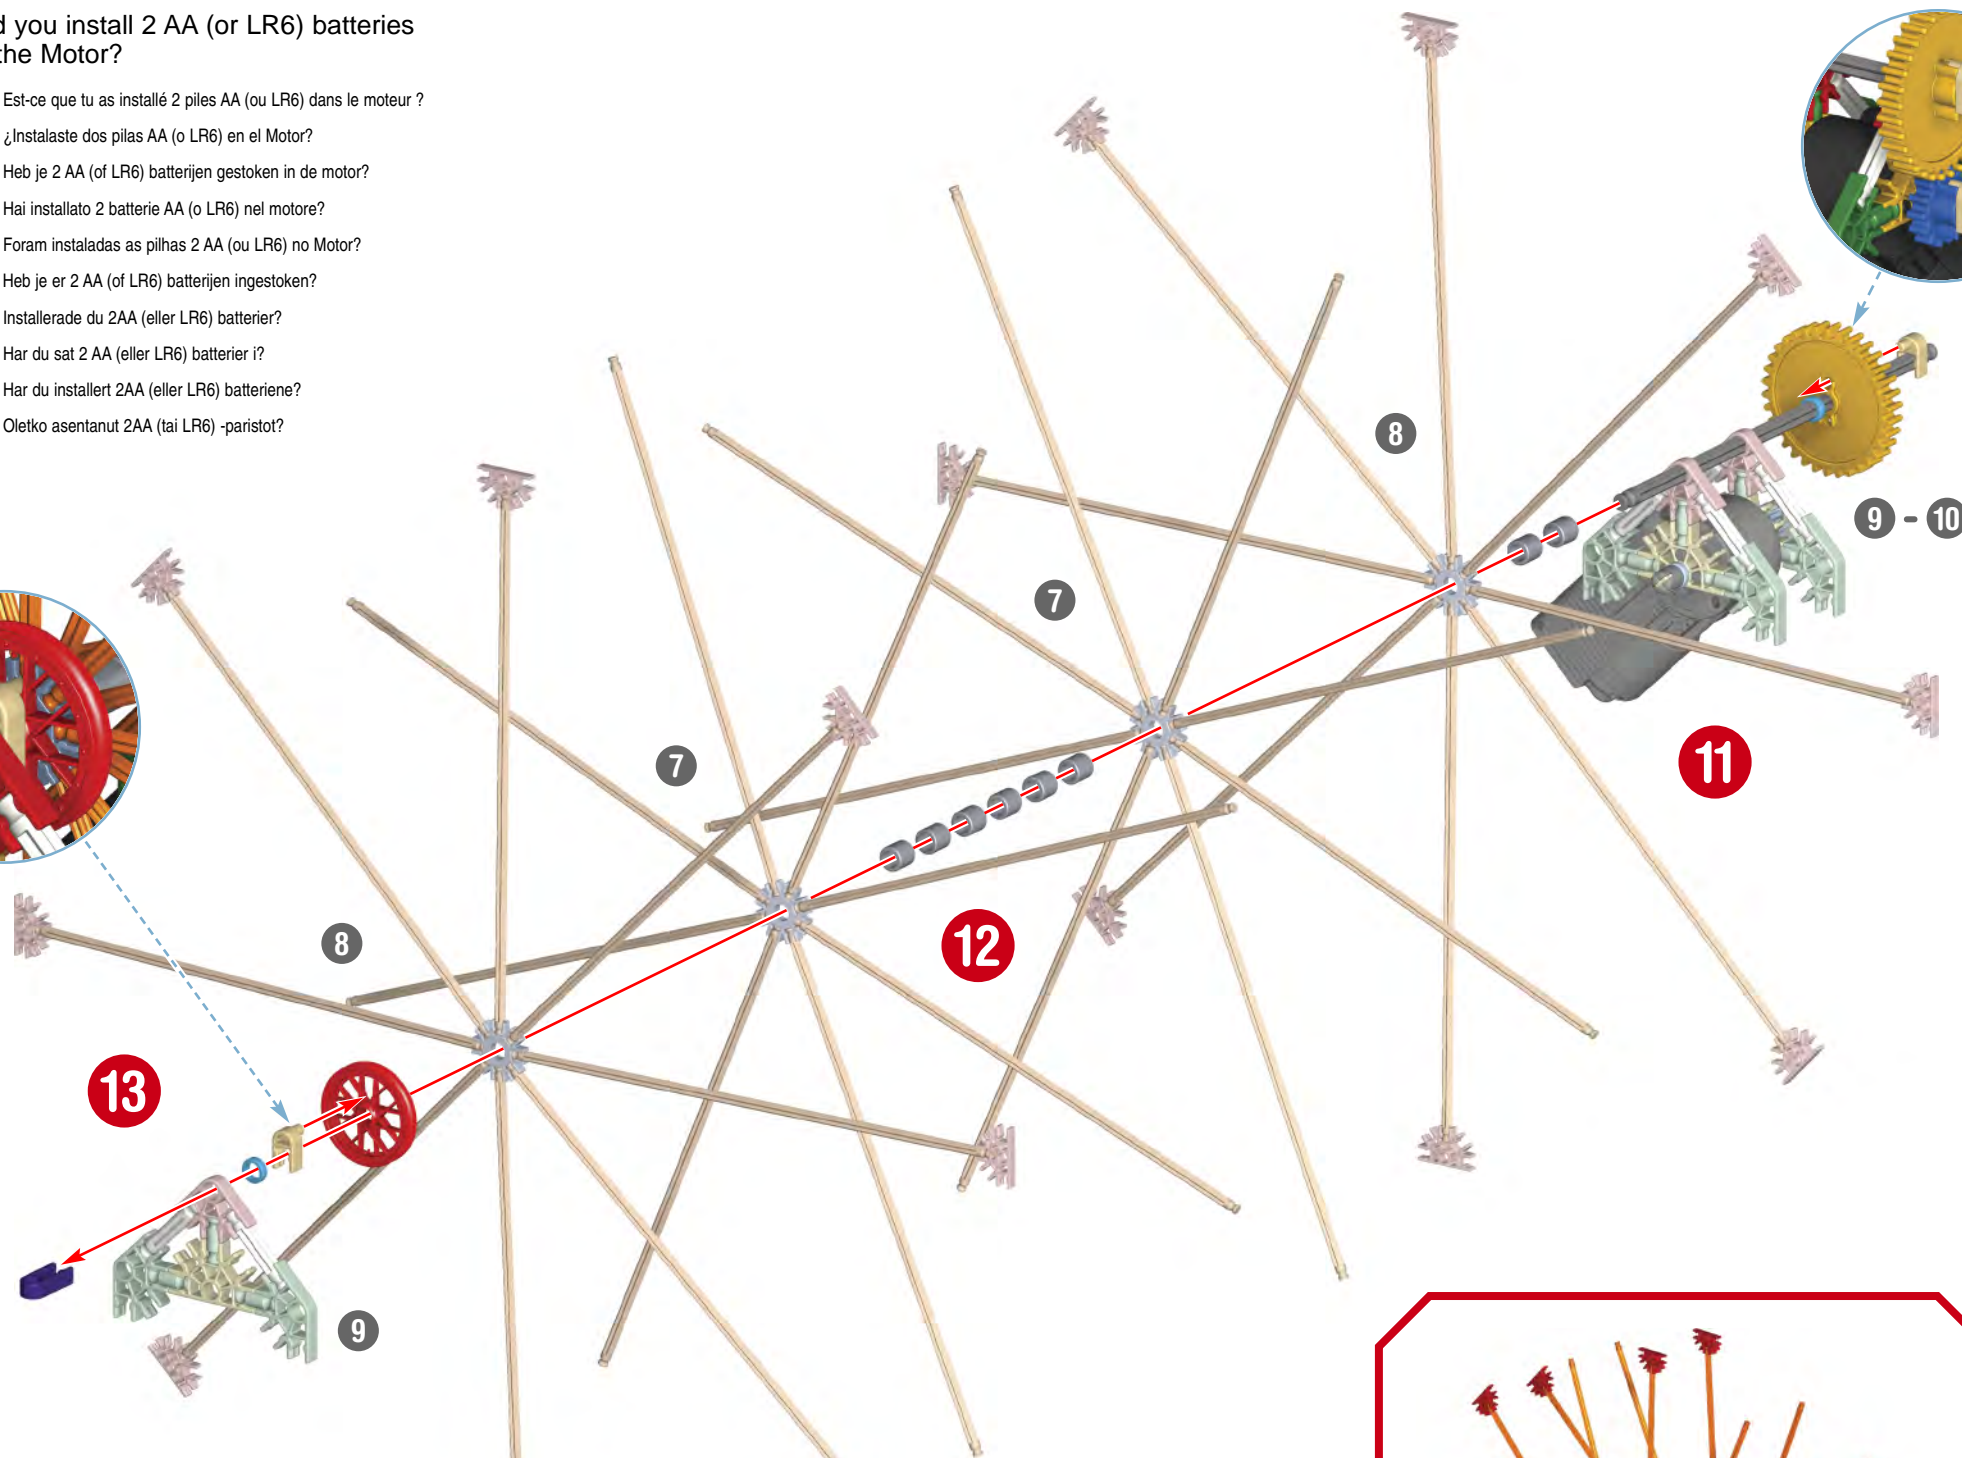 you install 2 AA (or LR6) batteries
the Motor?
Est-ce que tu as installé 2 piles AA (ou LR6) dans le moteur ?
¿Instalaste dos pilas AA (o LR6) en el Motor?
Heb je 2 AA (of LR6) batterijen gestoken in de motor?
Hai installato 2 batterie AA (o LR6) nel motore?
Foram instaladas as pilhas 2 AA (ou LR6) no Motor?
Heb je er 2 AA (of LR6) batterijen ingestoken?
Installerade du 2AA (eller LR6) batterier?
Har du sat 2 AA (eller LR6) batterier i?
Har du installert 2AA (eller LR6) batteriene?
Oletko asentanut 2AA (tai LR6) -paristot?
8
9 - 10
7
11
7
12
8
13
9